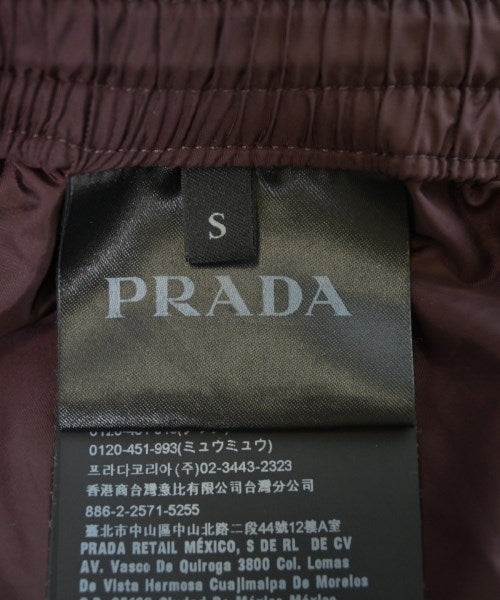 S
PRADA
0120-451-993(ミュウミュウ)
프라다코리아 (주)02-3443-2323
香港商台灣意比有限公司台灣分公司
886-2-2571-5255
臺北市中山區中山北路二段44號12樓A室
PRADA RETAIL MÉXICO, S DE RL DE CV
AV. Vasco De Quiroga 3800 Col. Lomas
De Vista Hermosa Cuajimalpa De Morelos